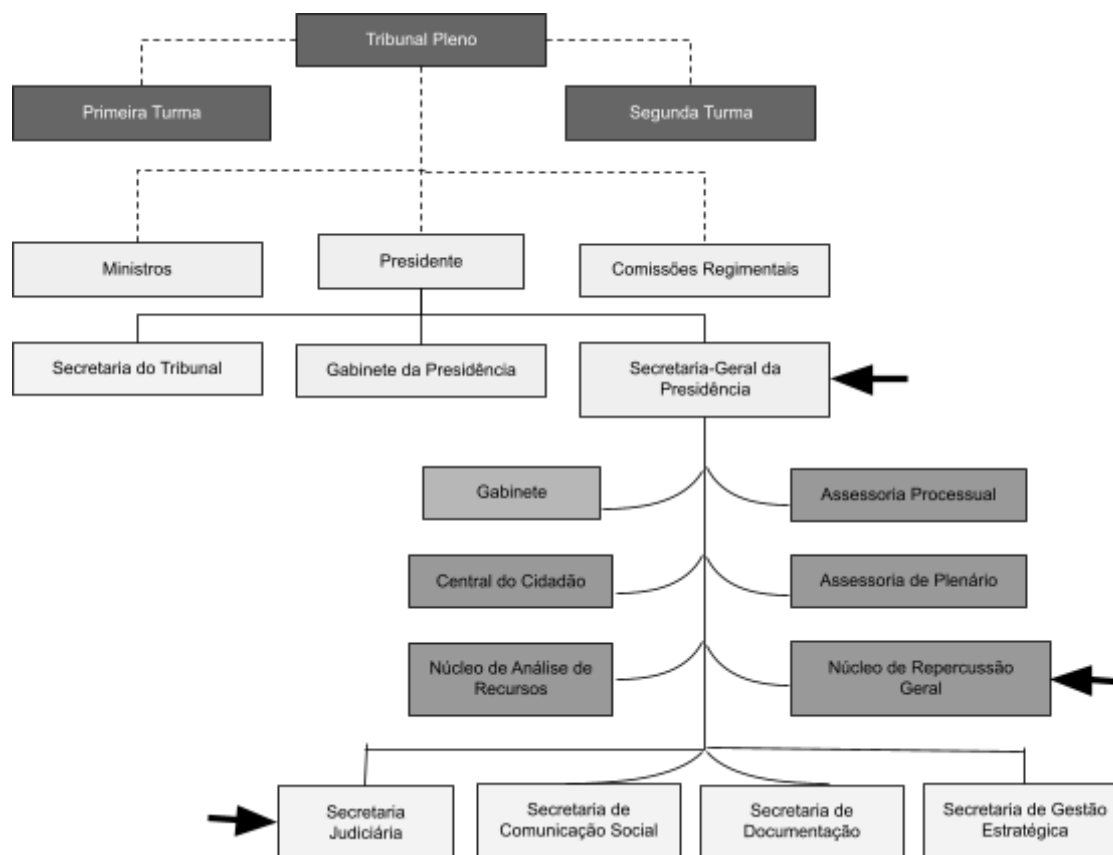 Tribunal Pleno
Primeira Turma
Segunda Turma
Ministros
Presidente
Comissões Regimentais
Secretaria do Tribunal
Gabinete da Presidência
Secretaria-Geral da
Presidência
Gabinete
Assessoria Processual
Central do Cidadão
Assessoria de Plenário
Núcleo de Análise de
Recursos
Núcleo de Repercussão
Geral
Secretaria
Judiciária
Secretaria de
Comunicação Social
Secretaria de
Documentação
Secretaria de Gestão
Estratégica